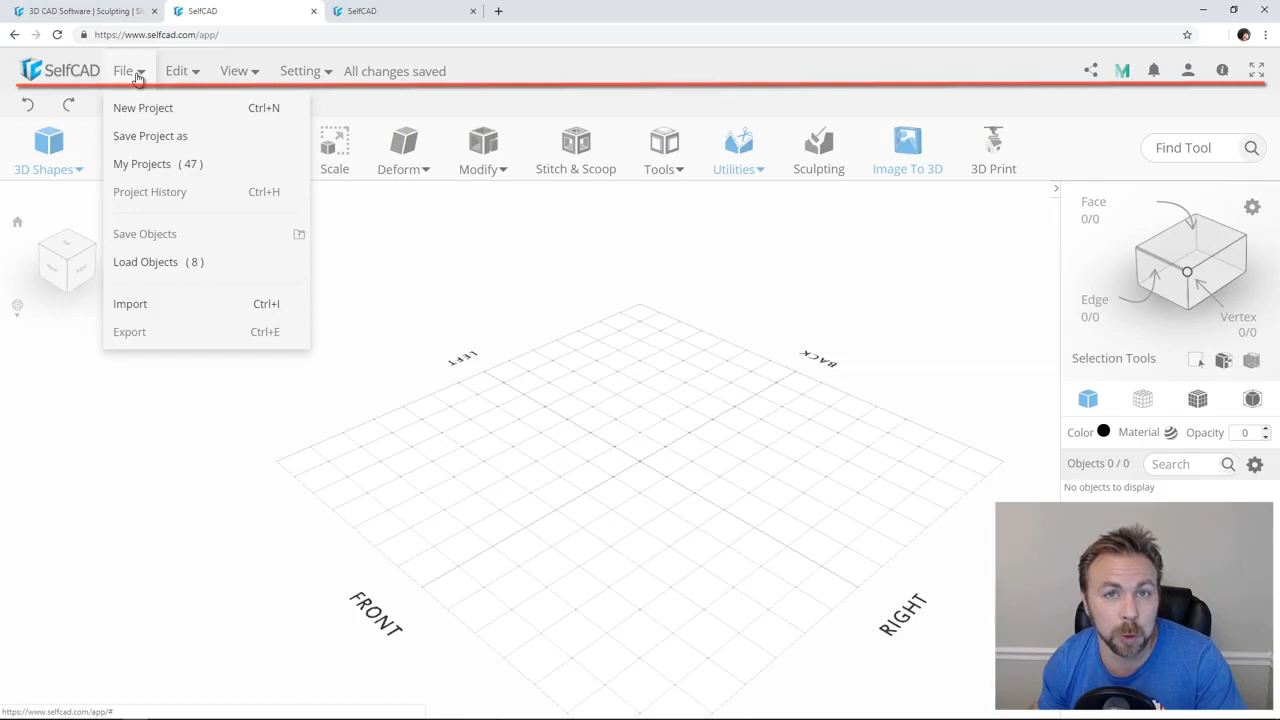 3D CAD Software | Sculpting | Sli
SelfCAD
SelfCAD
https://www.selfcad.com/app/
SelfCAD
File
Edit
View
Setting
All changes saved
New Project Ctrl+N
Save Project as
My Projects ( 47 )
Project History Ctrl+H
Save Objects
Load Objects ( 8 )
Import Ctrl+I
Export Ctrl+E
3D Shapes
Scale
Deform
Modify
Stitch & Scoop
Tools
Utilities
Sculpting
Image To 3D
3D Print
Find Tool
LEFT
BACK
FRONT
RIGHT
Face
0/0
Edge
0/0
Vertex
0/0
Selection Tools
Color
Material
Opacity
0
Objects 0 / 0
Search
No objects to display
https://www.selfcad.com/app/#